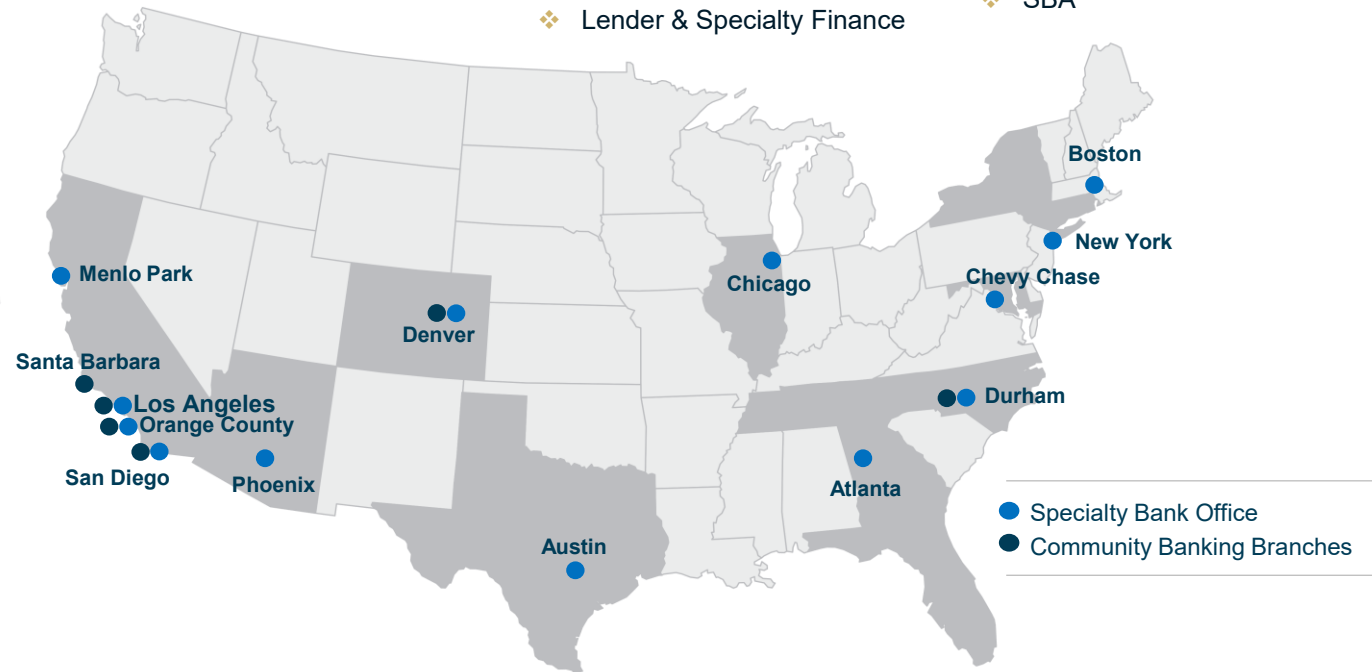 SBA
Lender & Specialty Finance
Boston
New York
Menlo Park
Chevy Chase
Chicago
Denver
Santa Barbara
Durham
Los Angeles
Orange County
San Diego
Phoenix
Atlanta
Specialty Bank Office
Austin
Community Banking Branches